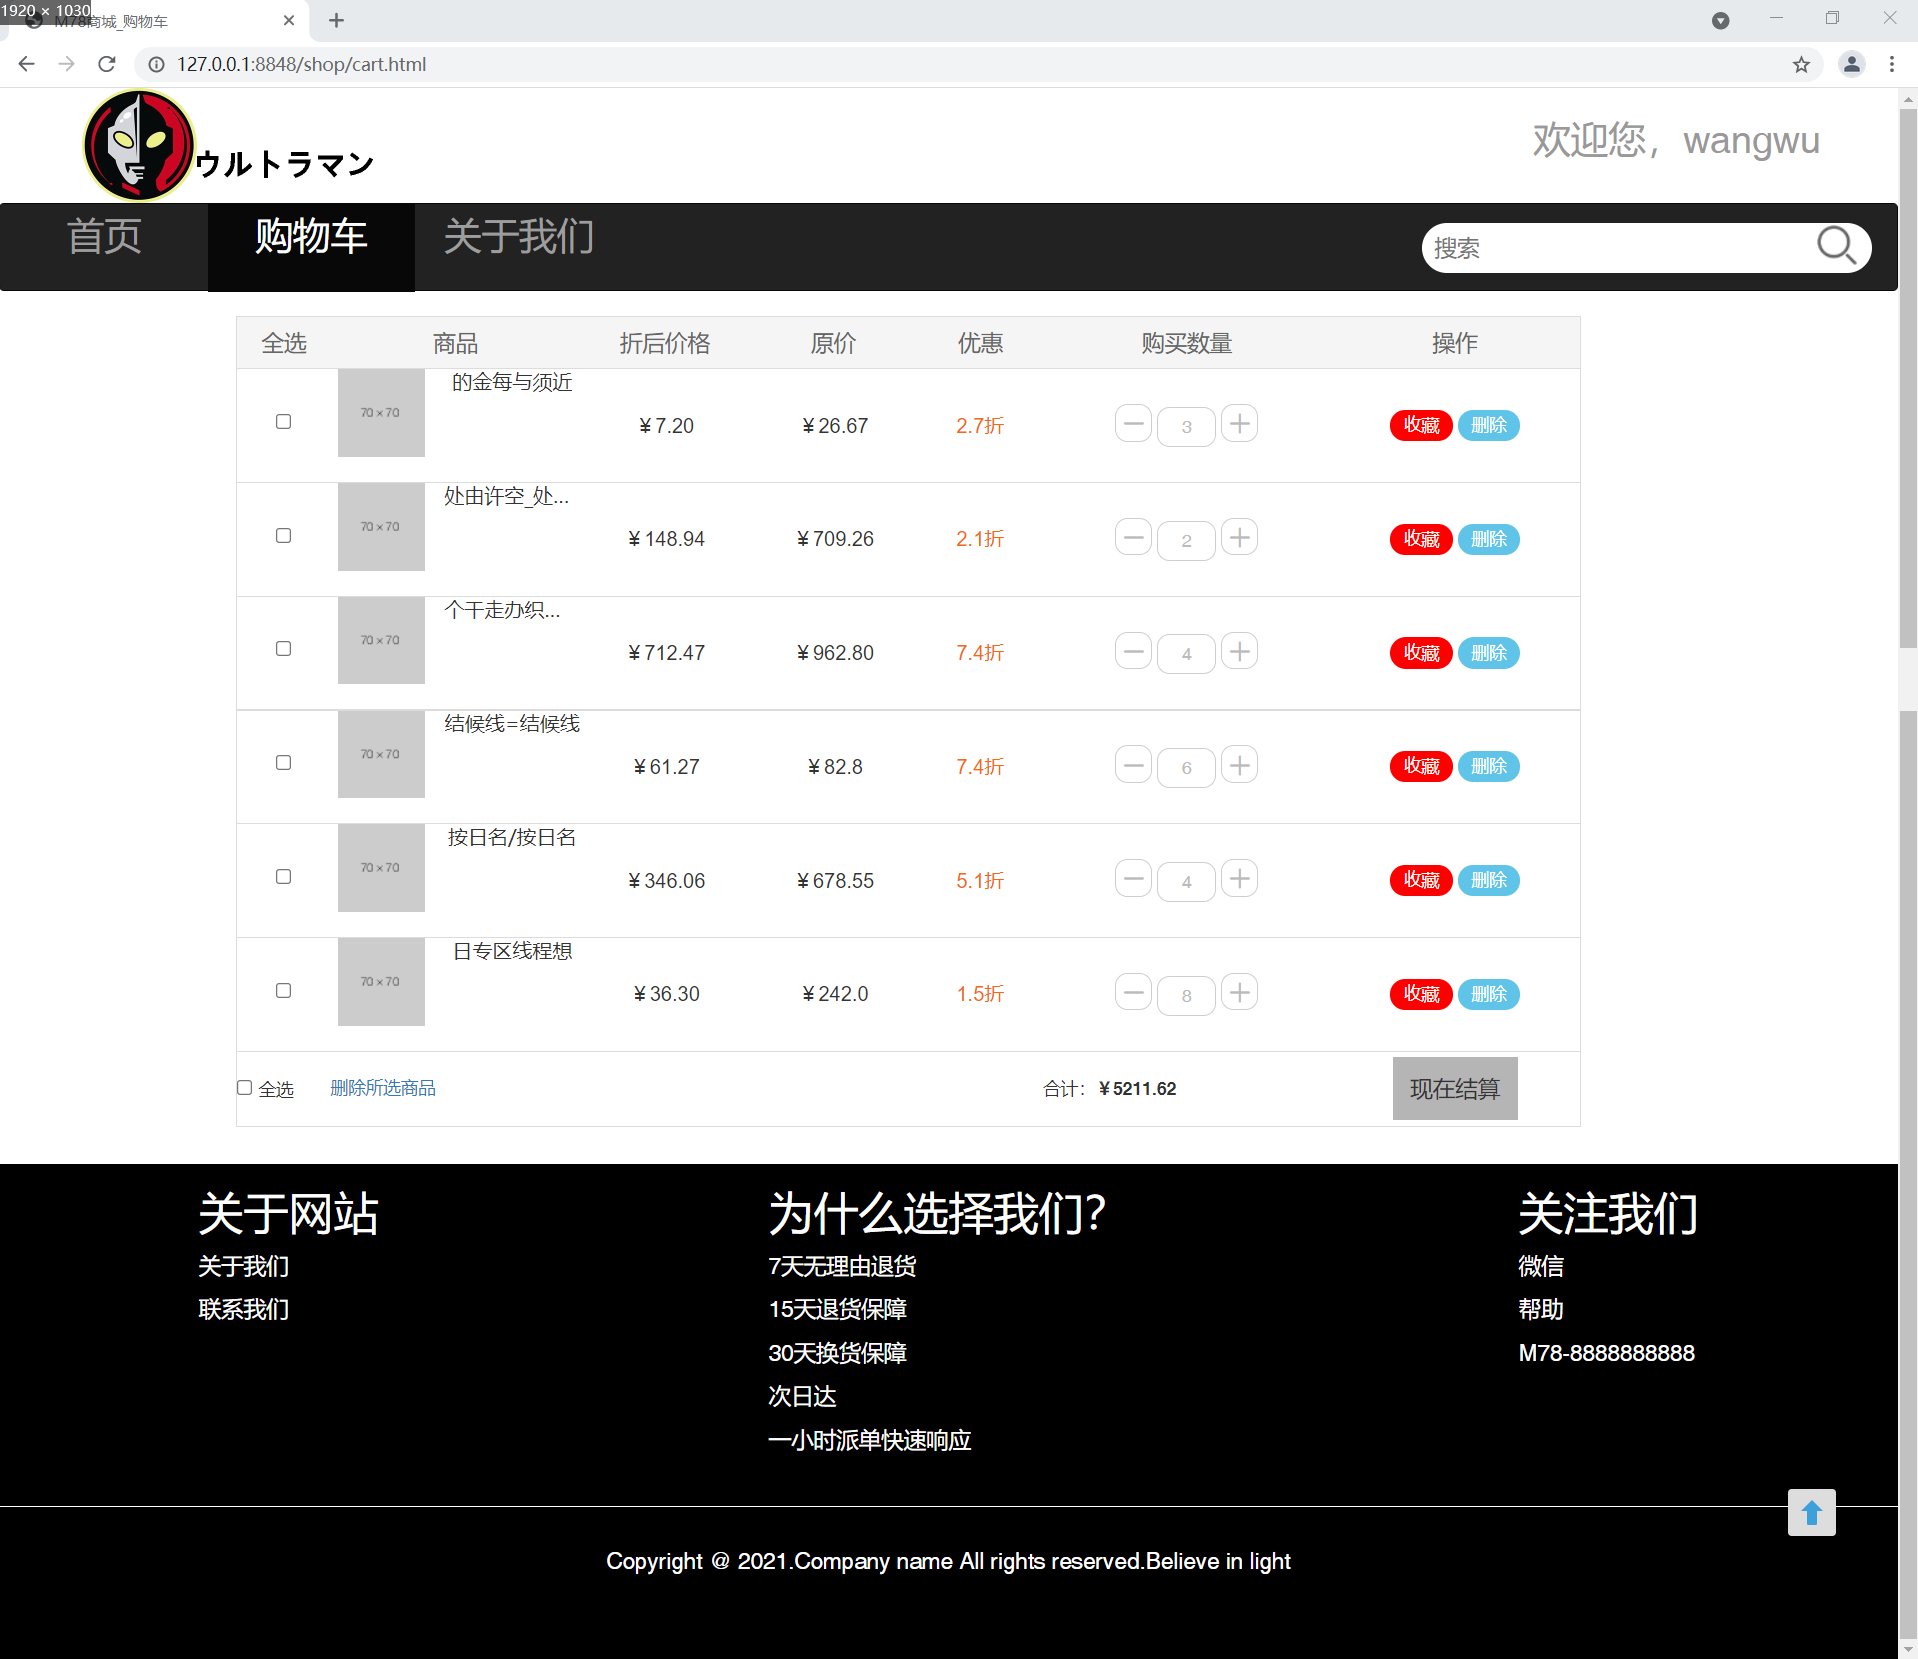 1920 × 1030
M78商城_购物车
127.0.0.1:8848/shop/cart.html
ウルトラマン
欢迎您，wangwu
首页 购物车 关于我们 搜索
全选 商品 折后价格 原价 优惠 购买数量 操作
70×70 的金每与须近 ¥7.20 ¥26.67 2.7折 3 收藏 删除
70×70 处由许空_处... ¥148.94 ¥709.26 2.1折 2 收藏 删除
70×70 个干走办织... ¥712.47 ¥962.80 7.4折 4 收藏 删除
70×70 结候线=结候线 ¥61.27 ¥82.8 7.4折 6 收藏 删除
70×70 按日名/按日名 ¥346.06 ¥678.55 5.1折 4 收藏 删除
70×70 日专区线程想 ¥36.30 ¥242.0 1.5折 8 收藏 删除
全选 删除所选商品 合计：¥5211.62 现在结算
关于网站
关于我们
联系我们
为什么选择我们?
7天无理由退货
15天退货保障
30天换货保障
次日达
一小时派单快速响应
关注我们
微信
帮助
M78-8888888888
Copyright @ 2021.Company name All rights reserved.Believe in light